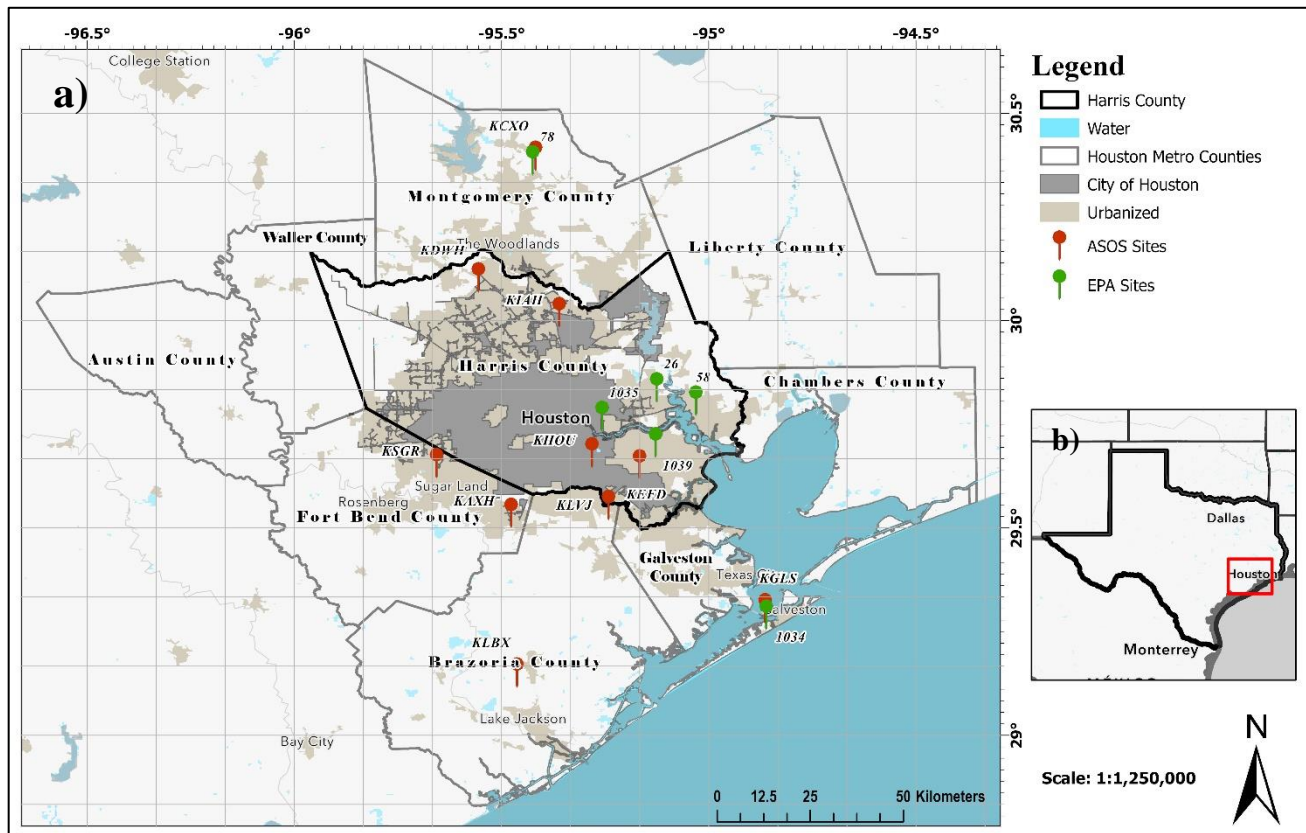 -96.5° -96° -95.5° -95° -94.5°
College Station
a)
30.5°
KCXO
78
Montgomery County
Waller County
The Woodlands
KDWH
Liberty County
KIAH
30°
Austin County
Harris County
26
58
Chambers County
1035
Houston
KHOU
KSGR
1039
Sugar Land
Rosenberg
KAXH
KLVJ
KEFD
Fort Bend County
29.5°
Galveston
County
KGLS
Galveston
1034
KLBX
Brazoria County
Lake Jackson
Bay City
29°
0 12.5 25 50 Kilometers
Legend
Harris County
Water
Houston Metro Counties
City of Houston
Urbanized
ASOS Sites
EPA Sites
b)
Dallas
Houston
Monterrey
N
Scale: 1:1,250,000